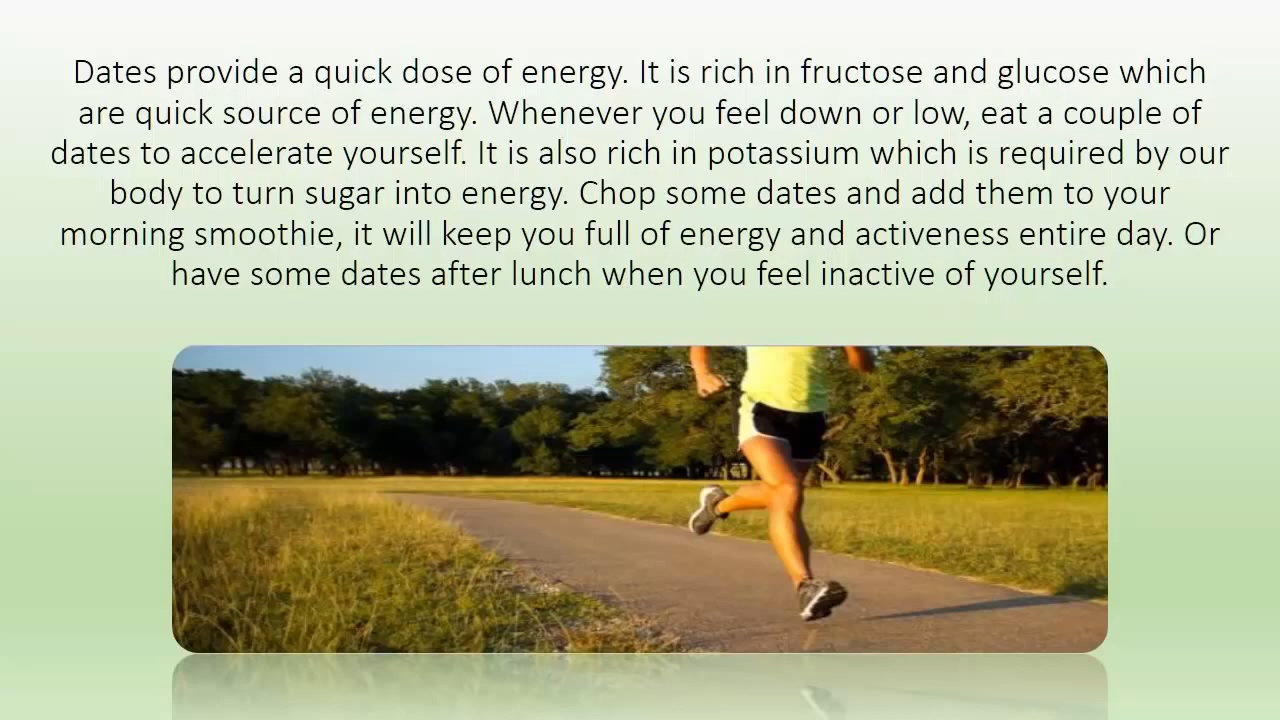 Dates provide a quick dose of energy. It is rich in fructose and glucose which
are quick source of energy. Whenever you feel down or low, eat a couple of
dates to accelerate yourself. It is also rich in potassium which is required by our
body to turn sugar into energy. Chop some dates and add them to your
morning smoothie, it will keep you full of energy and activeness entire day. Or
have some dates after lunch when you feel inactive of yourself.